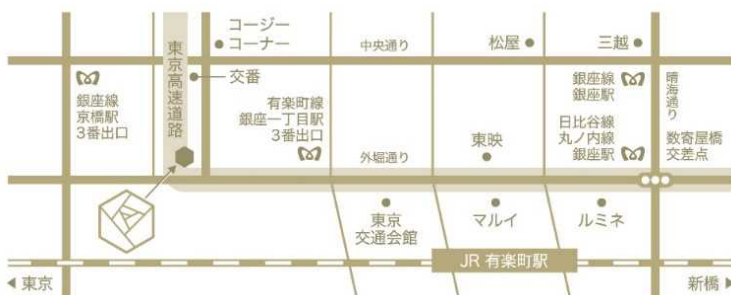 コージー
コーナー
中央通り
松屋
三越
東京高速道路
交番
銀座線
京橋駅
3番出口
有楽町線
銀座一丁目駅
3番出口
銀座線
銀座駅
晴海通り
日比谷線
丸ノ内線
銀座駅
数寄屋橋
交差点
東映
外堀通り
東京
交通会館
マルイ
ルミネ
JR 有楽町駅
東京
新橋